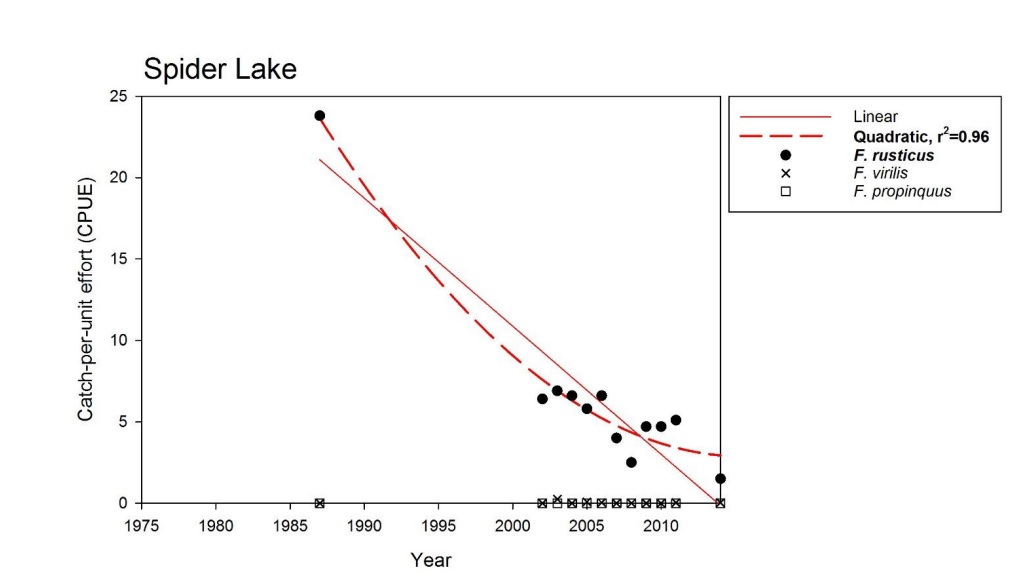 Spider Lake
25
20
15
10
5
0
Catch-per-unit effort (CPUE)
1975 1980 1985 1990 1995 2000 2005 2010
Year
Linear
Quadratic, r²=0.96
F. rusticus
F. virilis
F. propinquus